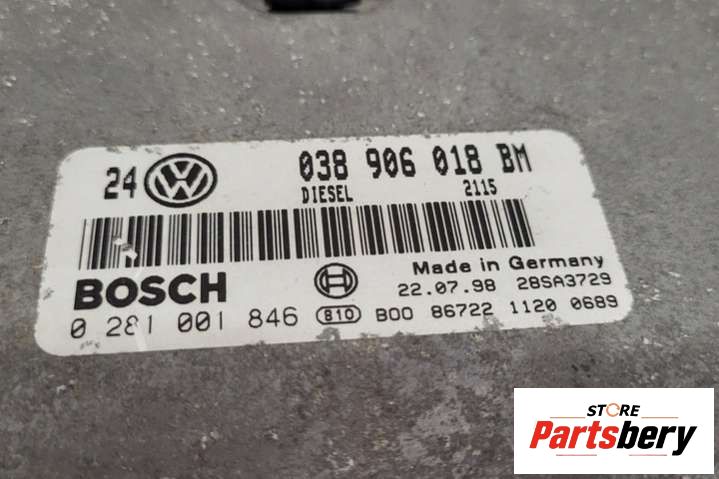 24 VW 038 906 018 BM
DIESEL 2115
Made in Germany
BOSCH 22.07.98 28SA3729
0 281 001 846 810 B00 86722 1120 0689
STORE
Partsbery